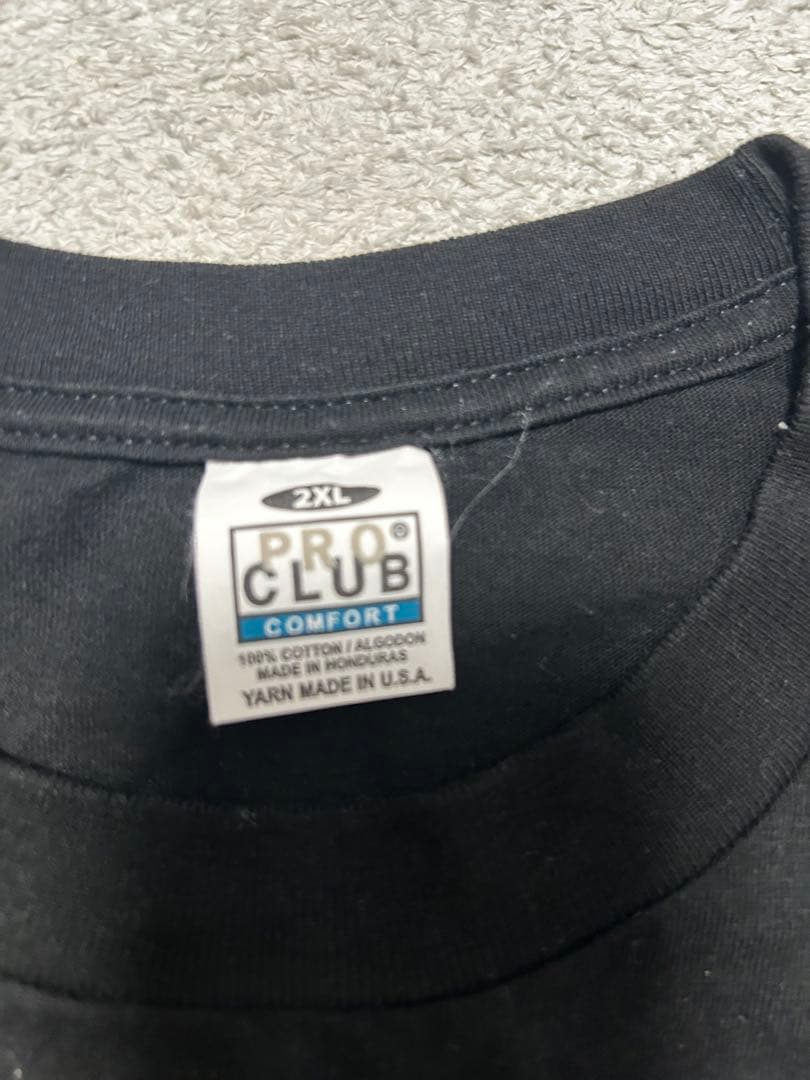 2XL
PRO®
CLUB
COMFORT
100% COTTON / ALGODON
MADE IN HONDURAS
YARN MADE IN U.S.A.